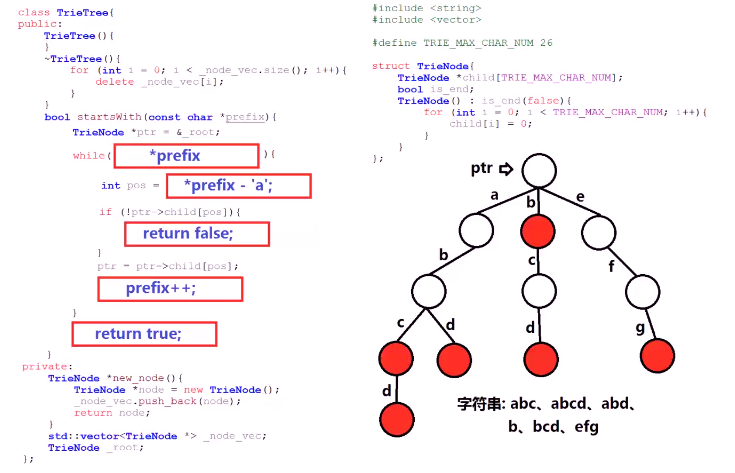 class TrieTree{
public:
TrieTree(){
}
~TrieTree(){
for (int i = 0; i < _node_vec.size(); i++){
delete _node_vec[i];
}
}
bool startsWith(const char *prefix){
TrieNode *ptr = &_root;
while( *prefix ){
int pos = *prefix - 'a';
if (!ptr->child[pos]){
return false;
}
ptr = ptr->child[pos];
prefix++;
}
return true;
}
private:
TrieNode *new_node(){
TrieNode *node = new TrieNode();
_node_vec.push_back(node);
return node;
}
std::vector<TrieNode *> _node_vec;
TrieNode _root;
};
#include <string>
#include <vector>
#define TRIE_MAX_CHAR_NUM 26
struct TrieNode{
TrieNode *child[TRIE_MAX_CHAR_NUM];
bool is_end;
TrieNode() : is_end(false){
for (int i = 0; i < TRIE_MAX_CHAR_NUM; i++){
child[i] = 0;
}
}
};
ptr
a b e
b c f
c d d g
d
字符串: abc、abcd、abd、
b、bcd、efg